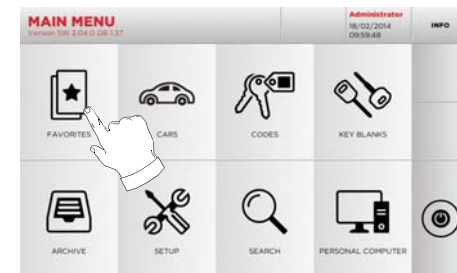 MAIN MENU
Version SW 2.04.0 DB 1.37
Administrator
18/02/2014
09:59:48
INFO
FAVORITES
CARS
CODES
KEY BLANKS
ARCHIVE
SETUP
SEARCH
PERSONAL COMPUTER